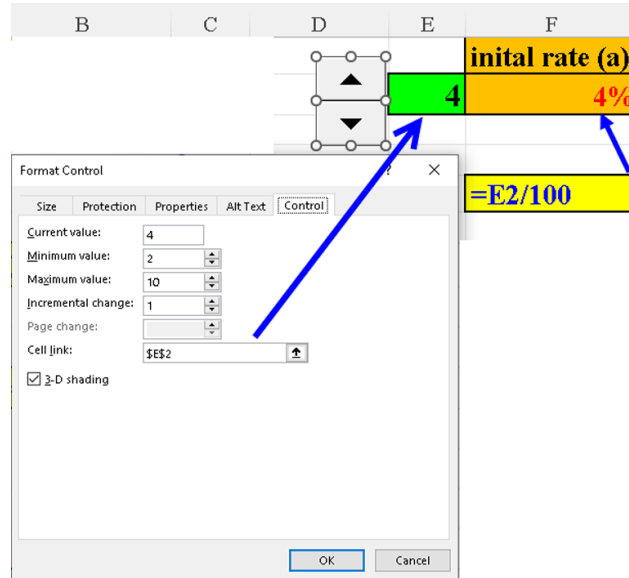 B C D E F
inital rate (a)
4 4%
Format Control ? ×
=E2/100
Size Protection Properties Alt Text Control
Current value: 4
Minimum value: 2
Maximum value: 10
Incremental change: 1
Page change:
Cell link: $E$2
3-D shading
OK Cancel